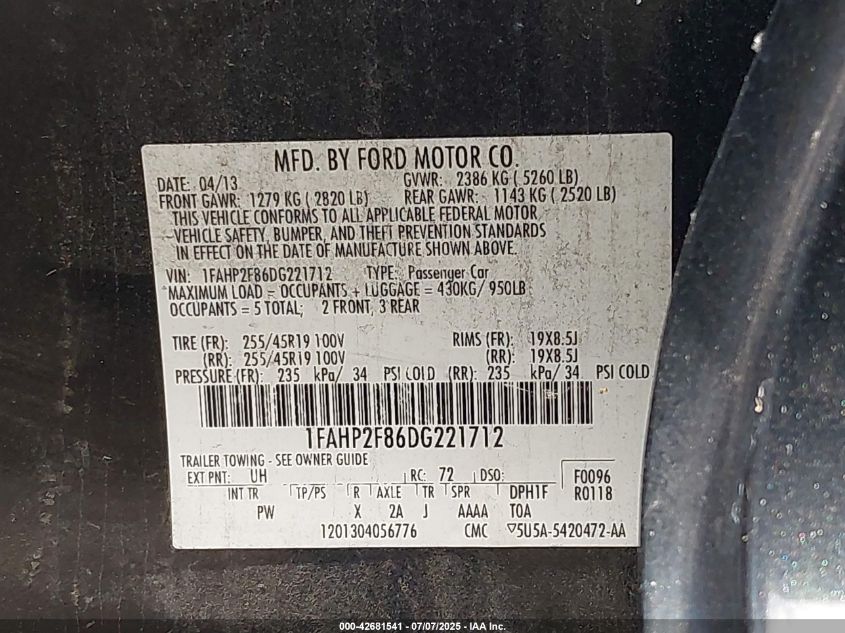 MFD. BY FORD MOTOR CO.
DATE: 04/13 GVWR: 2386 KG ( 5260 LB)
FRONT GAWR: 1279 KG ( 2820 LB) REAR GAWR: 1143 KG ( 2520 LB)
THIS VEHICLE CONFORMS TO ALL APPLICABLE FEDERAL MOTOR
VEHICLE SAFETY, BUMPER, AND THEFT PREVENTION STANDARDS
IN EFFECT ON THE DATE OF MANUFACTURE SHOWN ABOVE.
VIN: 1FAHP2F86DG221712 TYPE: Passenger Car
MAXIMUM LOAD = OCCUPANTS + LUGGAGE = 430KG/ 950LB
OCCUPANTS = 5 TOTAL; 2 FRONT, 3 REAR
TIRE (FR): 255/45R19 100V RIMS (FR): 19X8.5J
(RR): 255/45R19 100V (RR): 19X8.5J
PRESSURE (FR): 235 kPa/ 34 PSI COLD (RR): 235 kPa/ 34 PSI COLD
1FAHP2F86DG221712
TRAILER TOWING - SEE OWNER GUIDE
EXT PNT: UH RC: 72 DSO: F0096
INT TR TP/PS R AXLE TR SPR DPH1F R0118
PW X 2A J AAAA TOA
1201304056776 CMC ▽5U5A-5420472-AA
000-42681541 | 07/07/2025 - IAA Inc.